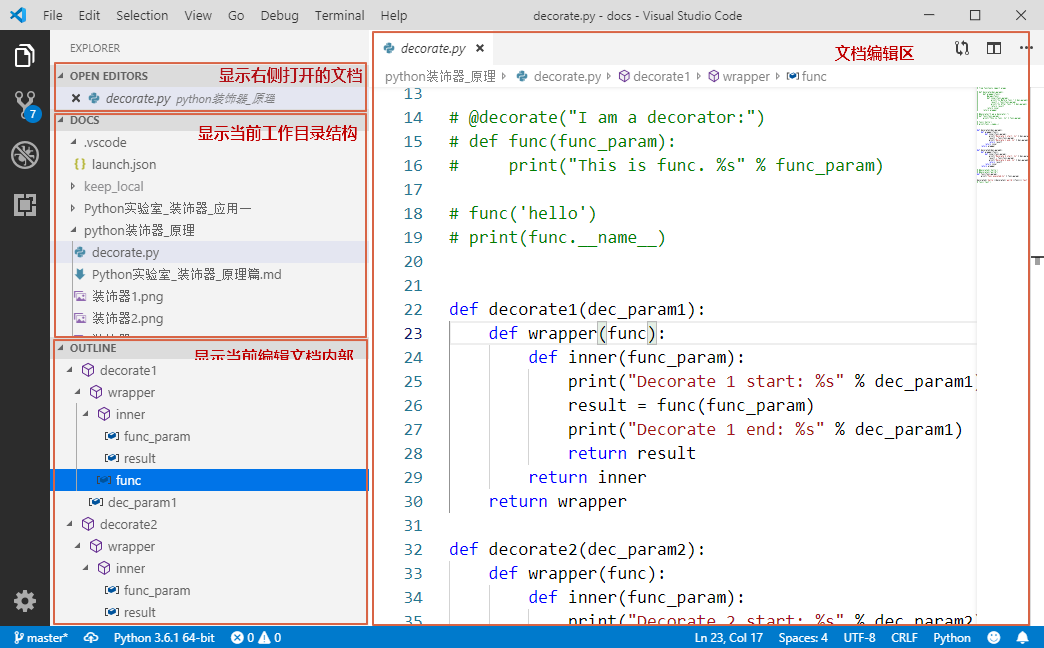 File Edit Selection View Go Debug Terminal Help decorate.py - docs - Visual Studio Code
EXPLORER
OPEN EDITORS 显示右侧打开的文档
decorate.py python装饰器_原理
DOCS
显示当前工作目录结构
.vscode
{} launch.json
keep_local
Python实验室_装饰器_应用一
python装饰器_原理
decorate.py
Python实验室_装饰器_原理篇.md
装饰器1.png
装饰器2.png
OUTLINE 显示当前编辑文档内部
decorate1
wrapper
inner
func_param
result
func
dec_param1
decorate2
wrapper
inner
func_param
result
7
decorate.py
文档编辑区
python装饰器_原理 decorate.py decorate1 wrapper func
13
14 # @decorate("I am a decorator:")
15 # def func(func_param):
16 #     print("This is func. %s" % func_param)
17
18 # func('hello')
19 # print(func.__name__)
20
21
22 def decorate1(dec_param1):
23     def wrapper(func):
24         def inner(func_param):
25             print("Decorate 1 start: %s" % dec_param1)
26             result = func(func_param)
27             print("Decorate 1 end: %s" % dec_param1)
28             return result
29         return inner
30     return wrapper
31
32 def decorate2(dec_param2):
33     def wrapper(func):
34         def inner(func_param):
35             print("Decorate 2 start: %s" % dec_param2
master* Python 3.6.1 64-bit 0 0 Ln 23, Col 17 Spaces: 4 UTF-8 CRLF Python